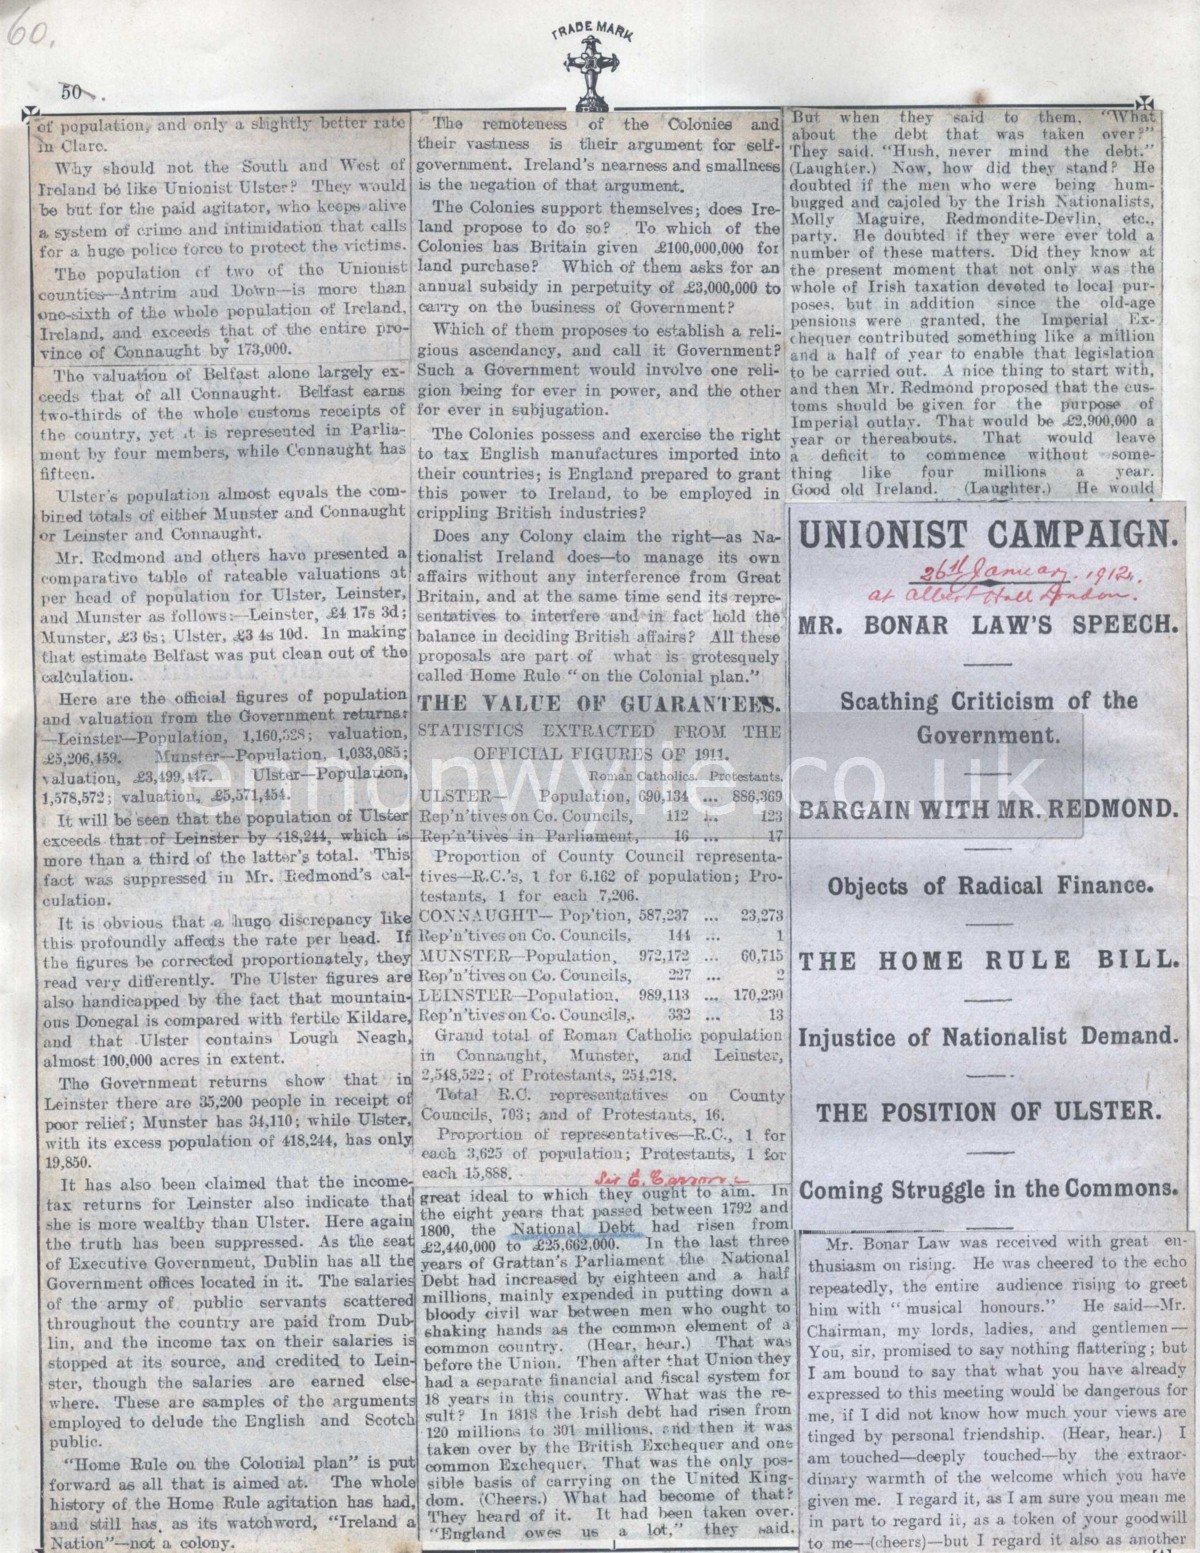 60.
TRADE MARK
50
of population, and only a slightly better rate
in Clare.
Why should not the South and West of
Ireland be like Unionist Ulster? They would
be but for the paid agitator, who keeps alive
a system of crime and intimidation that calls
for a huge police force to protect the victims.
The population of two of the Unionist
counties—Antrim and Down—is more than
one-sixth of the whole population of Ireland,
Ireland, and exceeds that of the entire pro-
vince of Connaught by 173,000.
The valuation of Belfast alone largely ex-
ceeds that of all Connaught. Belfast earns
two-thirds of the whole customs receipts of
the country, yet it is represented in Parlia-
ment by four members, while Connaught has
fifteen.
Ulster's population almost equals the com-
bined totals of either Munster and Connaught
or Leinster and Connaught.
Mr. Redmond and others have presented a
comparative table of rateable valuations at
per head of population for Ulster, Leinster,
and Munster as follows:—Leinster, £4 17s 3d;
Munster, £3 6s; Ulster, £3 4s 10d. In making
that estimate Belfast was put clean out of the
calculation.
Here are the official figures of population
and valuation from the Government returns:
—Leinster—Population, 1,160,328; valuation,
£5,206,459. Munster—Population, 1,033,085;
valuation, £3,499,447. Ulster—Population,
1,578,572; valuation, £5,571,454.
It will be seen that the population of Ulster
exceeds that of Leinster by 418,244, which is
more than a third of the latter's total. This
fact was suppressed in Mr. Redmond's cal-
culation.
It is obvious that a huge discrepancy like
this profoundly affects the rate per head. If
the figures be corrected proportionately, they
read very differently. The Ulster figures are
also handicapped by the fact that mountain-
ous Donegal is compared with fertile Kildare,
and that Ulster contains Lough Neagh,
almost 100,000 acres in extent.
The Government returns show that in
Leinster there are 35,200 people in receipt of
poor relief; Munster has 34,110; while Ulster,
with its excess population of 418,244, has only
19,850.
It has also been claimed that the income-
tax returns for Leinster also indicate that
she is more wealthy than Ulster. Here again
the truth has been suppressed. As the seat
of Executive Government, Dublin has all the
Government offices located in it. The salaries
of the army of public servants scattered
throughout the country are paid from Dub-
lin, and the income tax on their salaries is
stopped at its source, and credited to Lein-
ster, though the salaries are earned else-
where. These are samples of the arguments
employed to delude the English and Scotch
public.
"Home Rule on the Colonial plan" is put
forward as all that is aimed at. The whole
history of the Home Rule agitation has had,
and still has, as its watchword, "Ireland a
Nation"—not a colony.
The remoteness of the Colonies and
their vastness is their argument for self-
government. Ireland's nearness and smallness
is the negation of that argument.
The Colonies support themselves; does Ire-
land propose to do so? To which of the
Colonies has Britain given £100,000,000 for
land purchase? Which of them asks for an
annual subsidy in perpetuity of £3,000,000 to
carry on the business of Government?
Which of them proposes to establish a reli-
gious ascendancy, and call it Government?
Such a Government would involve one reli-
gion being for ever in power, and the other
for ever in subjugation.
The Colonies possess and exercise the right
to tax English manufactures imported into
their countries; is England prepared to grant
this power to Ireland, to be employed in
crippling British industries?
Does any Colony claim the right—as Na-
tionalist Ireland does—to manage its own
affairs without any interference from Great
Britain, and at the same time send its repre-
sentatives to interfere and in fact hold the
balance in deciding British affairs? All these
proposals are part of what is grotesquely
called Home Rule "on the Colonial plan."
THE VALUE OF GUARANTEES.
STATISTICS EXTRACTED FROM THE
OFFICIAL FIGURES OF 1911.
Roman Catholics. Protestants.
ULSTER— Population, 690,134 ... 886,369
Rep'n'tives on Co. Councils, 112 ... 123
Rep'n'tives in Parliament, 16 ... 17
Proportion of County Council representa-
tives—R.C.'s, 1 for 6.162 of population; Pro-
testants, 1 for each 7,206.
CONNAUGHT— Pop'tion, 587,237 ... 23,273
Rep'n'tives on Co. Councils, 144 ... 1
MUNSTER—Population, 972,172 ... 60,715
Rep'n'tives on Co. Councils, 227 ... 2
LEINSTER—Population, 989,113 ... 170,230
Rep'n'tives on Co. Councils,. 332 ... 13
Grand total of Roman Catholic population
in Connaught, Munster, and Leinster,
2,548,522; of Protestants, 254,218.
Total R.C. representatives on County
Councils, 703; and of Protestants, 16.
Proportion of representatives—R.C., 1 for
each 3,625 of population; Protestants, 1 for
each 15,888.
Sir E. Carson
great ideal to which they ought to aim. In
the eight years that passed between 1792 and
1800, the National Debt had risen from
£2,440,000 to £25,662,000. In the last three
years of Grattan's Parliament the National
Debt had increased by eighteen and a half
millions, mainly expended in putting down a
bloody civil war between men who ought to
shaking hands as the common element of a
common country. (Hear, hear.) That was
before the Union. Then after that Union they
had a separate financial and fiscal system for
18 years in this country. What was the re-
sult? In 1818 the Irish debt had risen from
120 millions to 301 millions, and then it was
taken over by the British Exchequer and one
common Exchequer. That was the only pos-
sible basis of carrying on the United King-
dom. (Cheers.) What had become of that?
They heard of it. It had been taken over.
"England owes us a lot," they said.
But when they said to them, "What
about the debt that was taken over?"
They said. "Hush, never mind the debt."
(Laughter.) Now, how did they stand? He
doubted if the men who were being hum-
bugged and cajoled by the Irish Nationalists,
Molly Maguire, Redmondite-Devlin, etc.,
party. He doubted if they were ever told a
number of these matters. Did they know at
the present moment that not only was the
whole of Irish taxation devoted to local pur-
poses, but in addition since the old-age
pensions were granted, the Imperial Ex-
chequer contributed something like a million
and a half of year to enable that legislation
to be carried out. A nice thing to start with,
and then Mr. Redmond proposed that the cus-
toms should be given for the purpose of
Imperial outlay. That would be £2,900,000 a
year or thereabouts. That would leave
a deficit to commence without some-
thing like four millions a year.
Good old Ireland. (Laughter.) He would
UNIONIST CAMPAIGN.
26th January. 1912.
at Albert Hall London.
MR. BONAR LAW'S SPEECH.
Scathing Criticism of the
Government.
BARGAIN WITH MR. REDMOND.
Objects of Radical Finance.
THE HOME RULE BILL.
Injustice of Nationalist Demand.
THE POSITION OF ULSTER.
Coming Struggle in the Commons.
Mr. Bonar Law was received with great en-
thusiasm on rising. He was cheered to the echo
repeatedly, the entire audience rising to greet
him with "musical honours." He said—Mr.
Chairman, my lords, ladies, and gentlemen—
You, sir, promised to say nothing flattering; but
I am bound to say that what you have already
expressed to this meeting would be dangerous for
me, if I did not know how much your views are
tinged by personal friendship. (Hear, hear.) I
am touched—deeply touched—by the extraor-
dinary warmth of the welcome which you have
given me. I regard it, as I am sure you mean me
in part to regard it, as a token of your goodwill
to me—(cheers)—but I regard it also as another
lennonwylie.co.uk